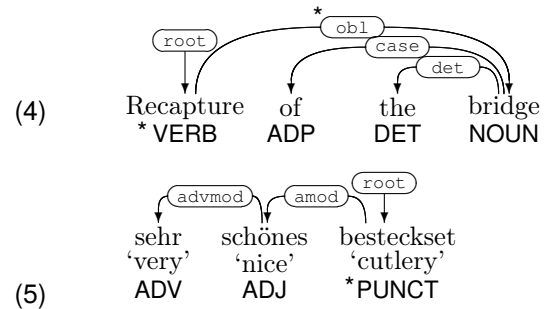 * obl
root case
det
(4) Recapture of the bridge
* VERB ADP DET NOUN
advmod amod root
sehr schönes besteckset
‘very’ ‘nice’ ‘cutlery’
(5) ADV ADJ *PUNCT